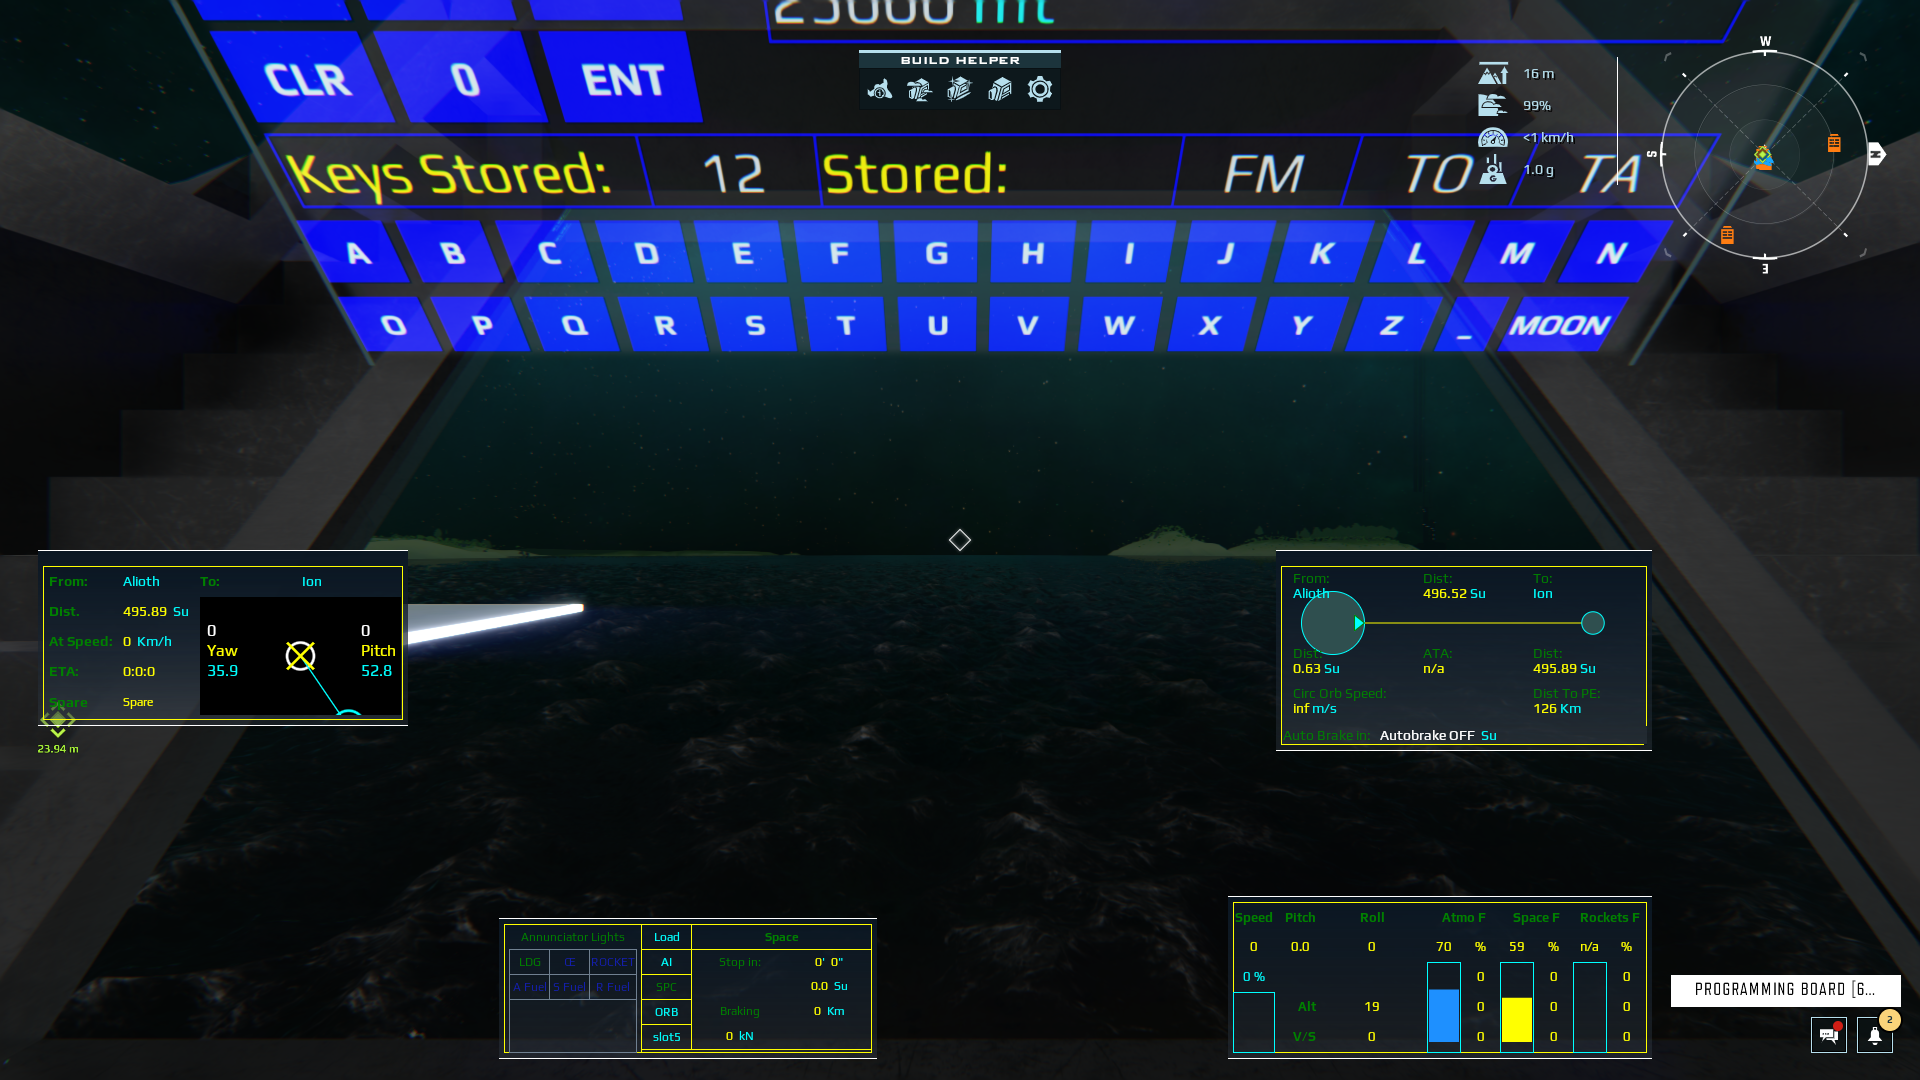 25000 mt
BUILD HELPER
CLR 0 ENT
16 m
99%
<1 km/h
1.0 g
W
S
N
E
Keys Stored: 12 Stored: FM TO TA
A B C D E F G H I J K L M N
O P Q R S T U V W X Y Z _ MOON
From: Alioth To: Ion
Dist. 495.89 Su
At Speed: 0 Km/h
ETA: 0:0:0
Spare Spare
0 0
Yaw Pitch
35.9 52.8
23.94 m
From: Dist: To:
Alioth 496.52 Su Ion
Dist: ATA: Dist:
0.63 Su n/a 495.89 Su
Circ Orb Speed: Dist To PE:
inf m/s 126 Km
Auto Brake in: Autobrake OFF Su
Annunciator Lights Load Space
LDG Œ ROCKET AI Stop in: 0' 0"
A Fuel S Fuel R Fuel SPC 0.0 Su
ORB Braking 0 Km
slot5 0 kN
Speed Pitch Roll Atmo F Space F Rockets F
0 0.0 0 70 % 59 % n/a %
0 % 0 0 0
Alt 19 0 0 0
V/S 0 0 0 0
PROGRAMMING BOARD [6...
2